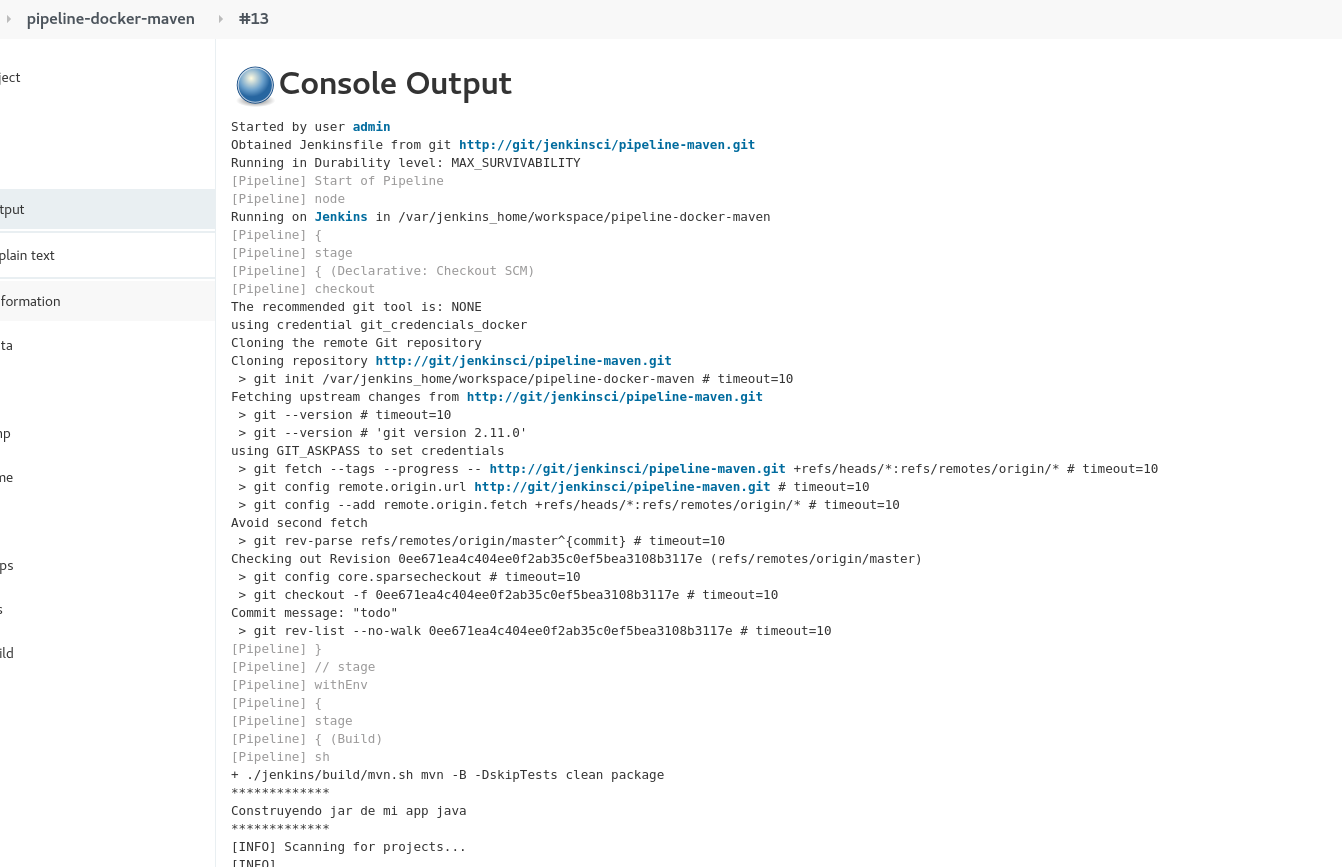 pipeline-docker-maven #13
ject
tput
plain text
formation
ta
mp
me
ps
s
ild
Console Output
Started by user admin
Obtained Jenkinsfile from git http://git/jenkinsci/pipeline-maven.git
Running in Durability level: MAX_SURVIVABILITY
[Pipeline] Start of Pipeline
[Pipeline] node
Running on Jenkins in /var/jenkins_home/workspace/pipeline-docker-maven
[Pipeline] {
[Pipeline] stage
[Pipeline] { (Declarative: Checkout SCM)
[Pipeline] checkout
The recommended git tool is: NONE
using credential git_credencials_docker
Cloning the remote Git repository
Cloning repository http://git/jenkinsci/pipeline-maven.git
 > git init /var/jenkins_home/workspace/pipeline-docker-maven # timeout=10
Fetching upstream changes from http://git/jenkinsci/pipeline-maven.git
 > git --version # timeout=10
 > git --version # 'git version 2.11.0'
using GIT_ASKPASS to set credentials
 > git fetch --tags --progress -- http://git/jenkinsci/pipeline-maven.git +refs/heads/*:refs/remotes/origin/* # timeout=10
 > git config remote.origin.url http://git/jenkinsci/pipeline-maven.git # timeout=10
 > git config --add remote.origin.fetch +refs/heads/*:refs/remotes/origin/* # timeout=10
Avoid second fetch
 > git rev-parse refs/remotes/origin/master^{commit} # timeout=10
Checking out Revision 0ee671ea4c404ee0f2ab35c0ef5bea3108b3117e (refs/remotes/origin/master)
 > git config core.sparsecheckout # timeout=10
 > git checkout -f 0ee671ea4c404ee0f2ab35c0ef5bea3108b3117e # timeout=10
Commit message: "todo"
 > git rev-list --no-walk 0ee671ea4c404ee0f2ab35c0ef5bea3108b3117e # timeout=10
[Pipeline] }
[Pipeline] // stage
[Pipeline] withEnv
[Pipeline] {
[Pipeline] stage
[Pipeline] { (Build)
[Pipeline] sh
+ ./jenkins/build/mvn.sh mvn -B -DskipTests clean package
*************
Construyendo jar de mi app java
*************
[INFO] Scanning for projects...
[INFO]